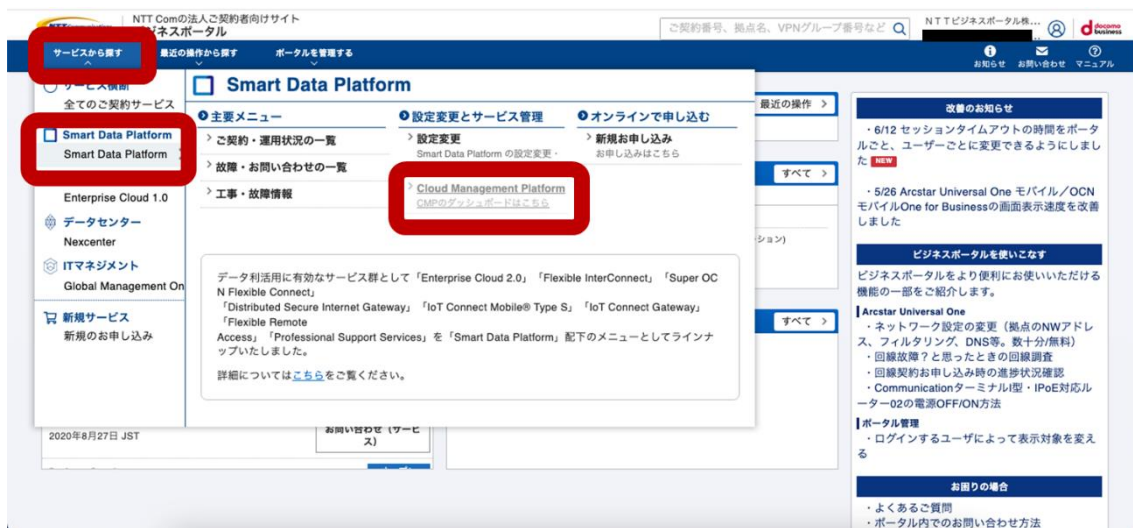 NTT Comの法人ご契約者向けサイト
ビジネスポータル
ご契約番号、拠点名、VPNグループ番号など
NTTビジネスポータル株...
docomo business
サービスから探す
最近の操作から探す
ポータルを管理する
お知らせ
お問い合わせ
マニュアル
サービス横断
全てのご契約サービス
Smart Data Platform
Smart Data Platform
Enterprise Cloud 1.0
データセンター
Nexcenter
ITマネジメント
Global Management On
新規サービス
新規のお申し込み
Smart Data Platform
主要メニュー
ご契約・運用状況の一覧
故障・お問い合わせの一覧
工事・故障情報
設定変更とサービス管理
設定変更
Smart Data Platform の設定変更・
Cloud Management Platform
CMPのダッシュボードはこちら
オンラインで申し込む
新規お申し込み
お申し込みはこちら
データ利活用に有効なサービス群として「Enterprise Cloud 2.0」「Flexible InterConnect」「Super OC
N Flexible Connect」
「Distributed Secure Internet Gateway」「IoT Connect Mobile® Type S」「IoT Connect Gateway」
「Flexible Remote
Access」「Professional Support Services」を「Smart Data Platform」配下のメニューとしてラインナ
ップいたしました。
詳細についてはこちらをご覧ください。
最近の操作
すべて
ション)
すべて
2020年8月27日 JST
お問い合わせ（サービ
ス）
改善のお知らせ
・6/12 セッションタイムアウトの時間をポータ
ルごと、ユーザーごとに変更できるようにしまし
た NEW
・5/26 Arcstar Universal One モバイル／OCN
モバイルOne for Businessの画面表示速度を改善
しました
ビジネスポータルを使いこなす
ビジネスポータルをより便利にお使いいただける
機能の一部をご紹介します。
Arcstar Universal One
・ネットワーク設定の変更（拠点のNWアドレ
ス、フィルタリング、DNS等。数十分/無料）
・回線故障？と思ったときの回線調査
・回線契約お申し込み時の進捗状況確認
・Communicationターミナル型・IPoE対応ル
ーター02の電源OFF/ON方法
ポータル管理
・ログインするユーザによって表示対象を変え
る
お困りの場合
・よくあるご質問
・ポータル内でのお問い合わせ方法